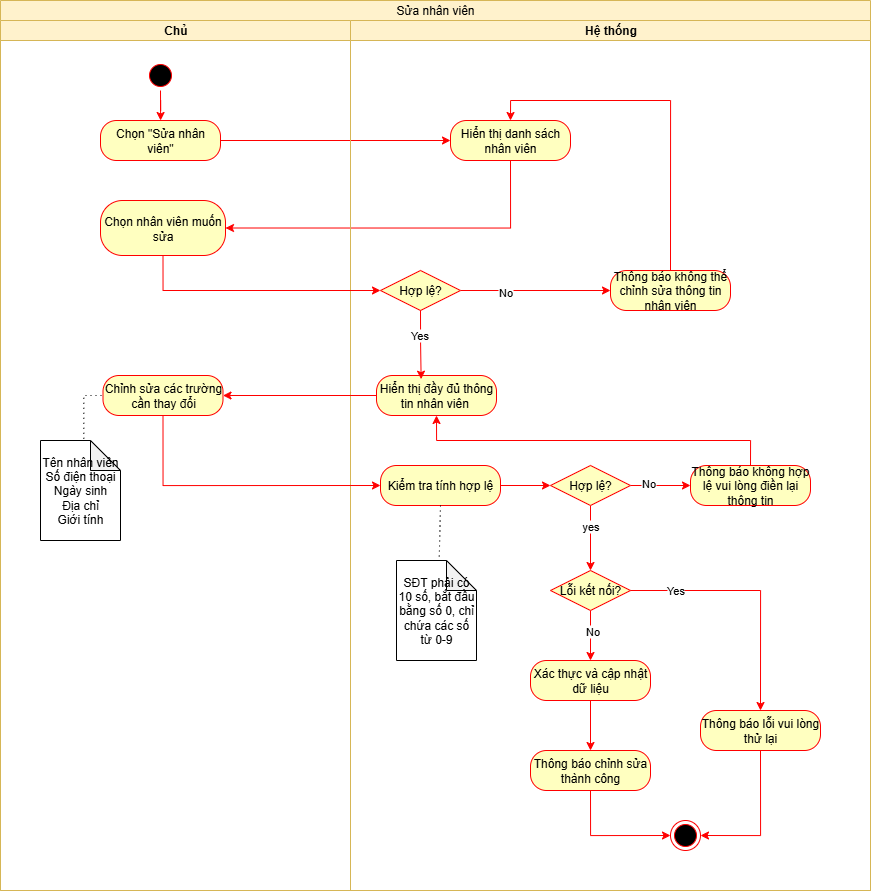 Sửa nhân viên
Chủ
Hệ thống
Chọn "Sửa nhân
viên"
Hiển thị danh sách
nhân viên
Chọn nhân viên muốn
sửa
Hợp lệ?
No
Thông báo không thể
chỉnh sửa thông tin
nhân viên
Yes
Chỉnh sửa các trường
cần thay đổi
Hiển thị đầy đủ thông
tin nhân viên
Tên nhân viên
Số điện thoại
Ngày sinh
Địa chỉ
Giới tính
Kiểm tra tính hợp lệ
Hợp lệ?
No
Thông báo không hợp
lệ vui lòng điền lại
thông tin
yes
SĐT phải có
10 số, bắt đầu
bằng số 0, chỉ
chứa các số
từ 0-9
Lỗi kết nối?
Yes
No
Xác thực và cập nhật
dữ liệu
Thông báo lỗi vui lòng
thử lại
Thông báo chỉnh sửa
thành công